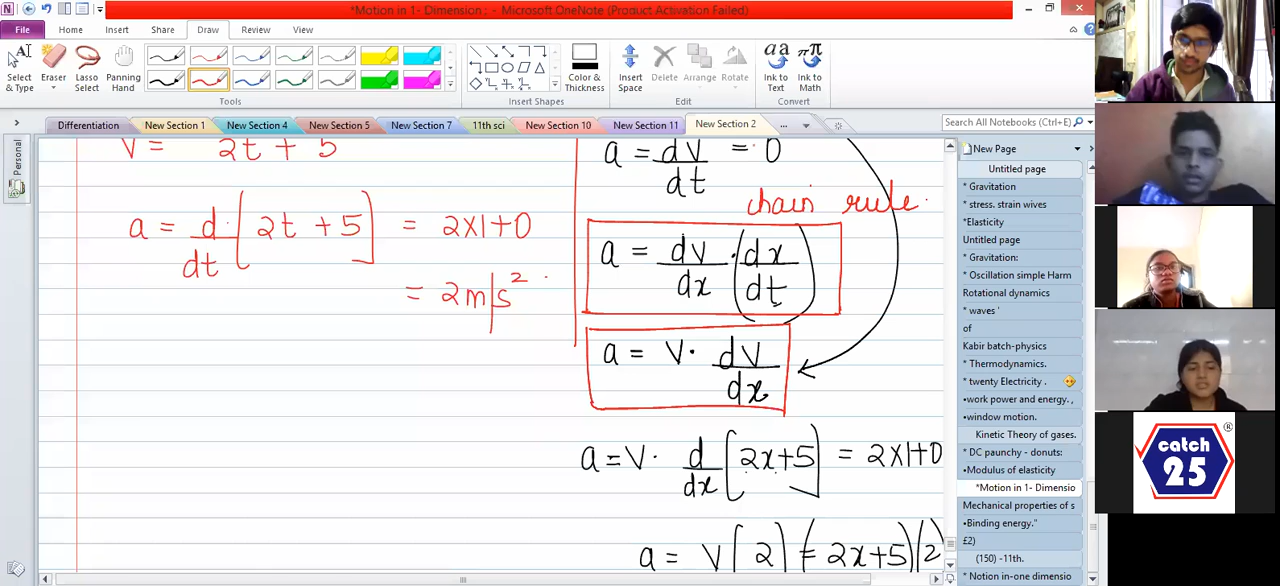 *Motion in 1- Dimension : - Microsoft OneNote (Product Activation Failed)
File Home Insert Share Draw Review View
Select & Type
Eraser
Lasso Select
Panning Hand
Color & Thickness
Insert Space
Delete
Arrange
Rotate
aa
Ink to Text
π π
Ink to Math
Tools
Insert Shapes
Edit
Convert
Differentiation New Section 1 New Section 4 New Section 5 New Section 7 11th sci New Section 10 New Section 11 New Section 2 ...
Search All Notebooks (Ctrl+E)
Personal
V = 2t + 5
a = d/dt [2t + 5] = 2x1+0
= 2m/s²
a = dv/dt = 0
chain rule.
a = dv/dx · (dx/dt)
a = V · dV/dx
a = V · d/dx [2x+5] = 2x1+0
a = V [2] = (2x+5)(2)
New Page
Untitled page
* Gravitation
* stress. strain wives
*Elasticity
Untitled page
* Gravitation:
* Oscillation simple Harm
Rotational dynamics
* waves '
of
Kabir batch-physics
* Thermodynamics.
* twenty Electricity .
•work power and energy. ,
•window motion.
Kinetic Theory of gases.
* DC paunchy - donuts:
•Modulus of elasticity
*Motion in 1- Dimensio
Mechanical properties of s
•Binding energy."
£2)
(150) -11th.
* Notion in-one dimensio
catch
25
®